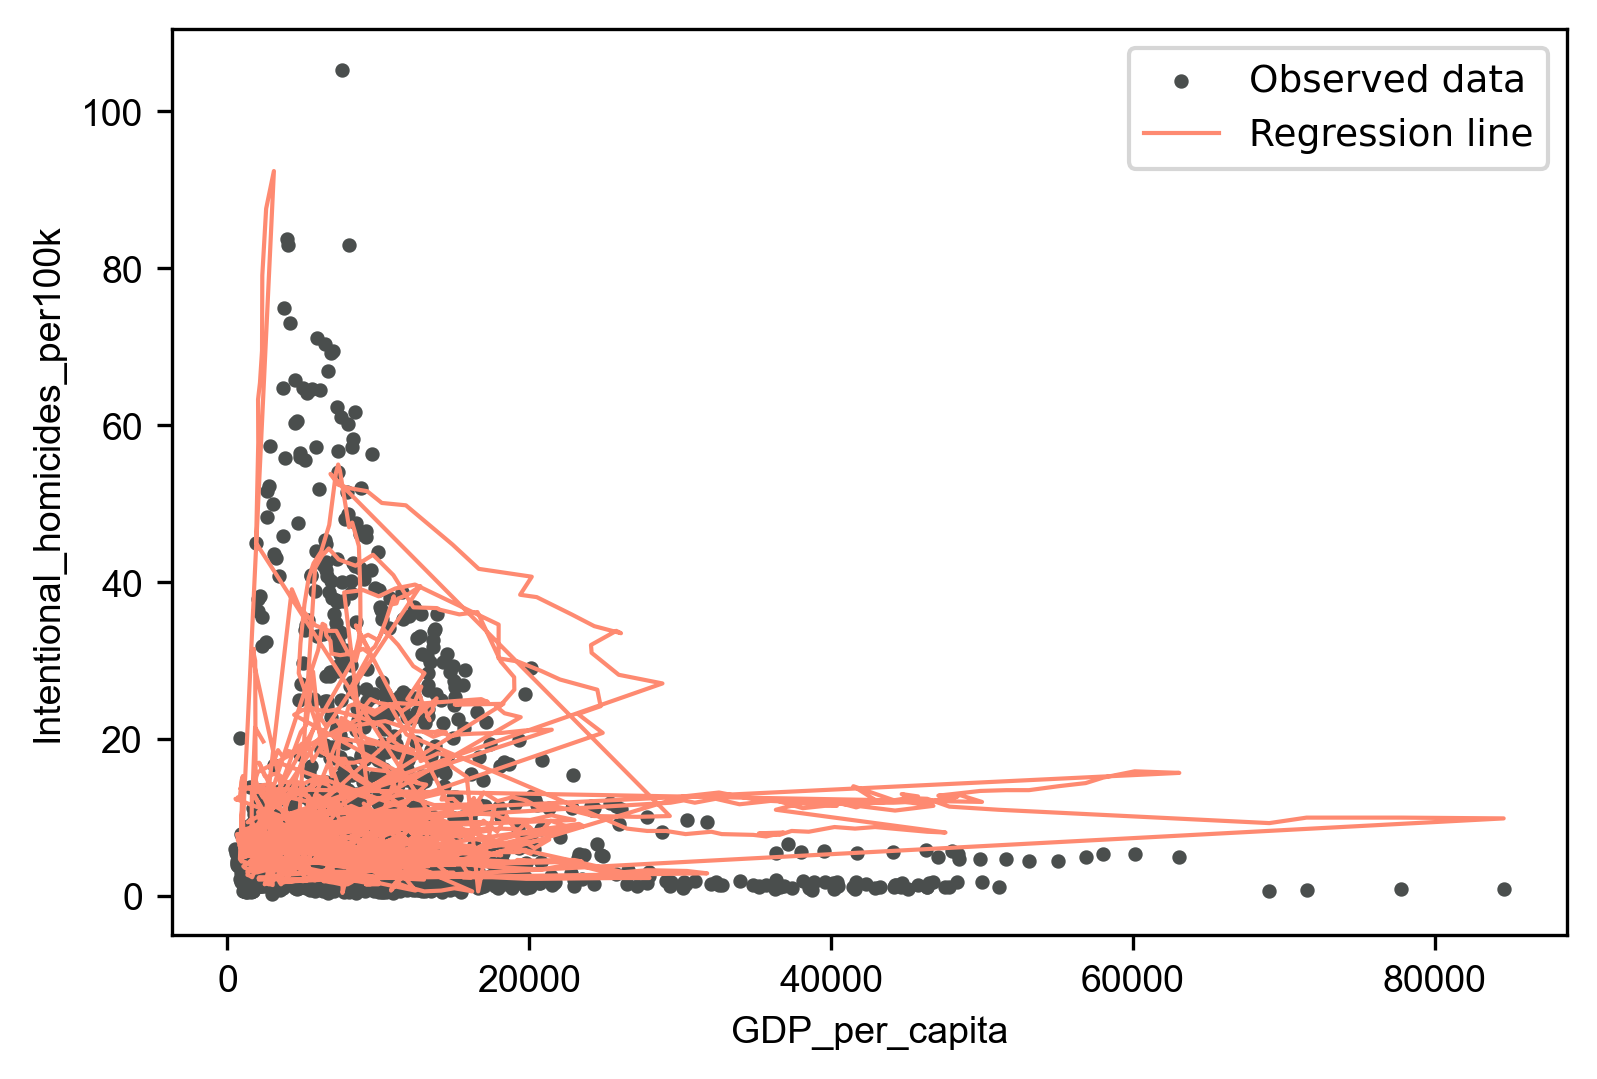 Observed data
Regression line
Intentional_homicides_per100k
100
80
60
40
20
0
0 20000 40000 60000 80000
GDP_per_capita